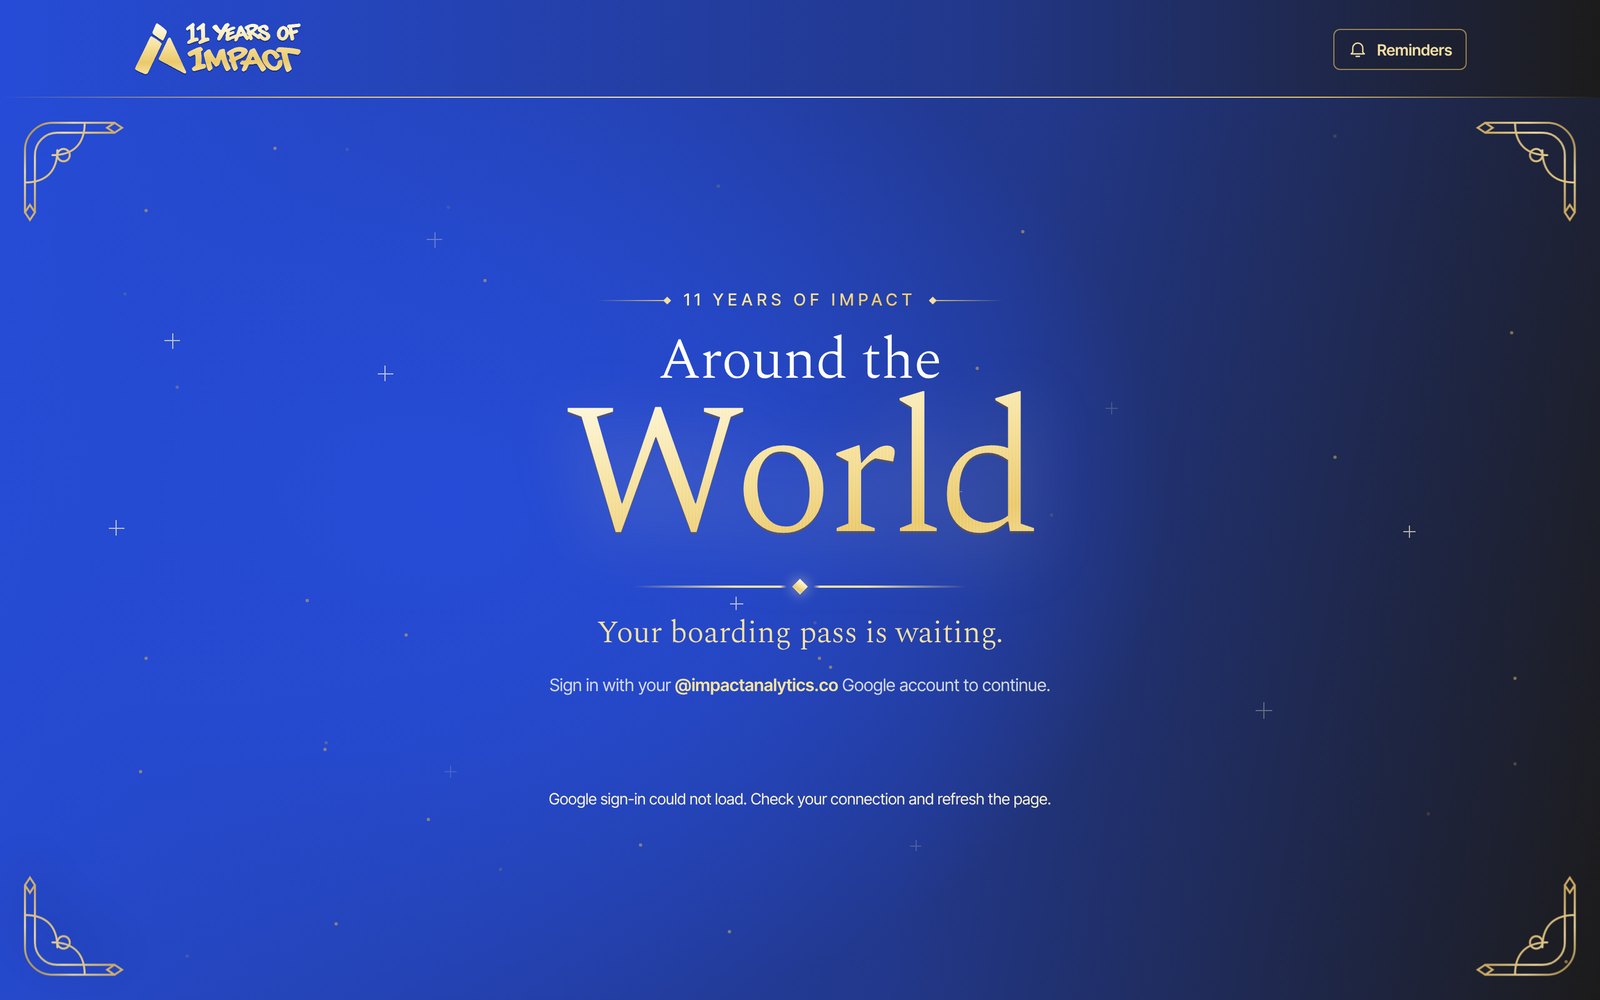 11 YEARS OF
IMPACT
Reminders
11 YEARS OF IMPACT
Around the
World
Your boarding pass is waiting.
Sign in with your @impactanalytics.co Google account to continue.
Google sign-in could not load. Check your connection and refresh the page.